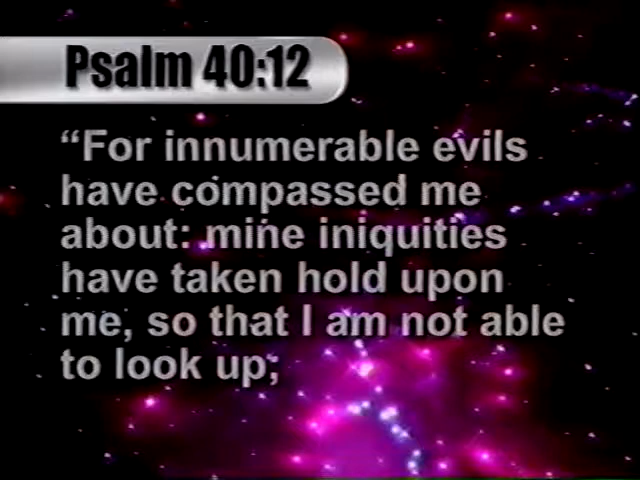 Psalm 40:12
“For innumerable evils
have compassed me
about: mine iniquities
have taken hold upon
me, so that I am not able
to look up;